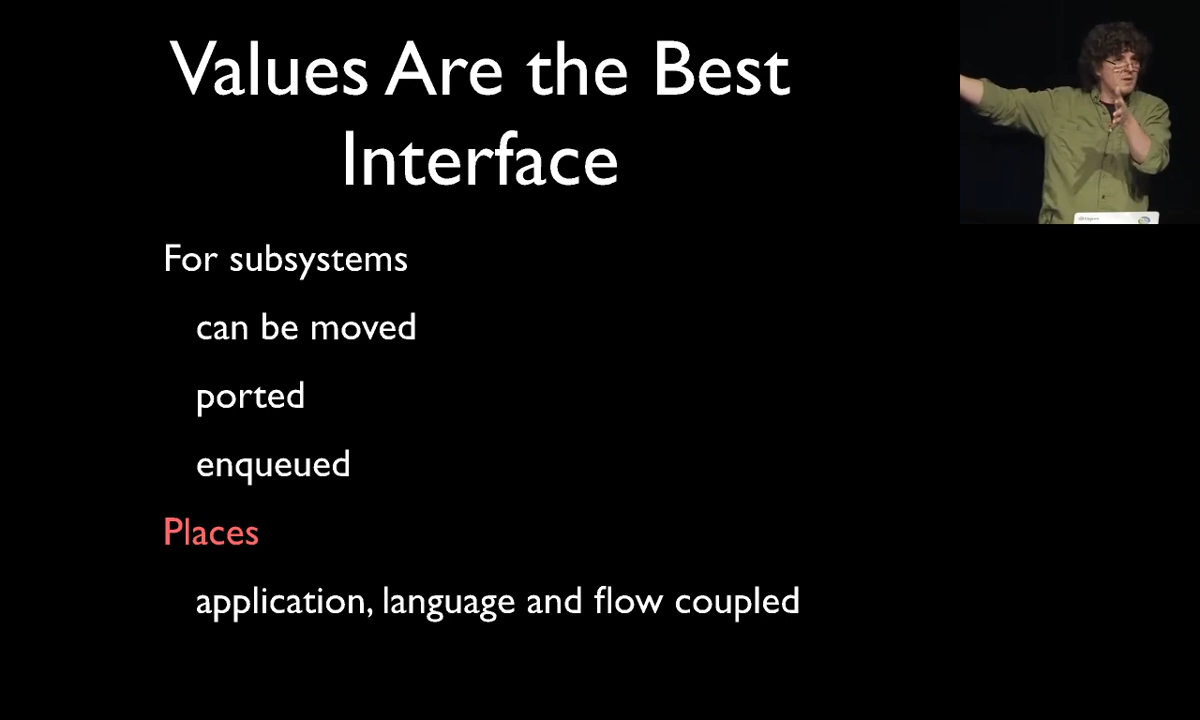 Values Are the Best
Interface
For subsystems
can be moved
ported
enqueued
Places
application, language and flow coupled